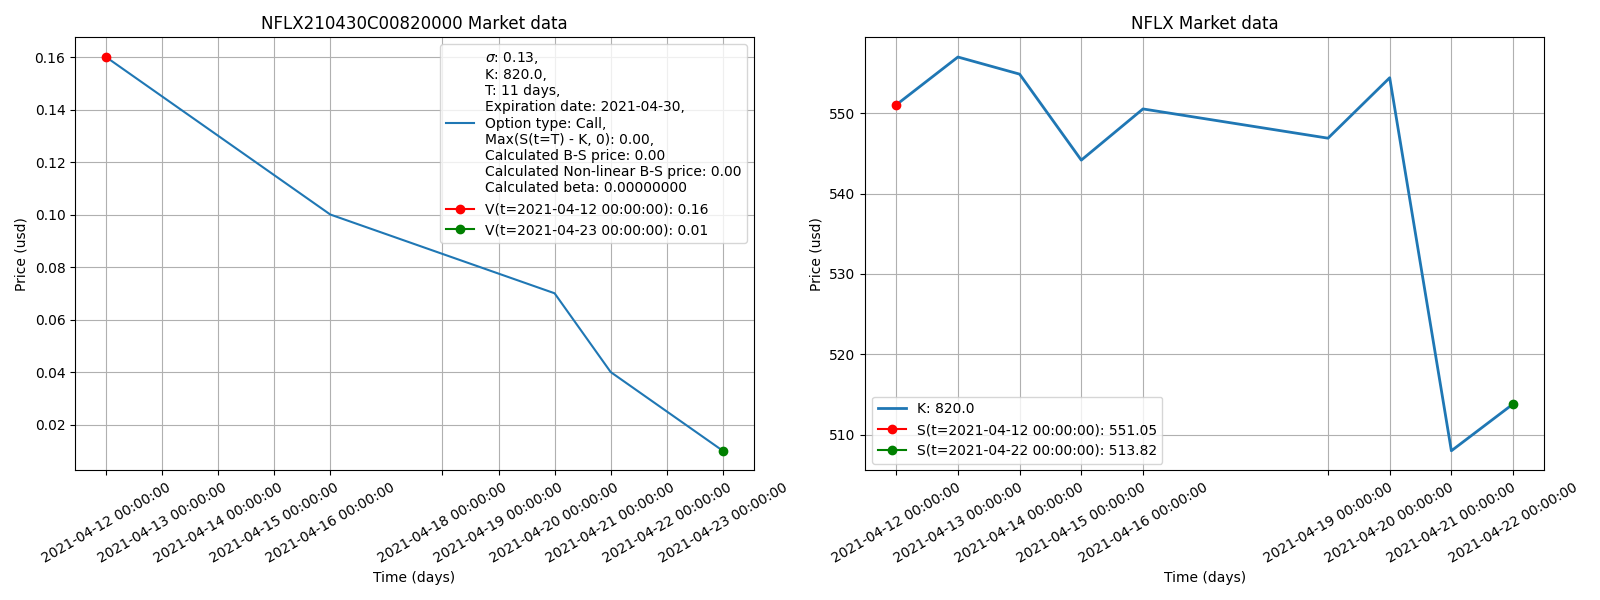 NFLX210430C00820000 Market data
0.16
0.14
0.12
0.10
0.08
0.06
0.04
0.02
Price (usd)
σ: 0.13,
K: 820.0,
T: 11 days,
Expiration date: 2021-04-30,
Option type: Call,
Max(S(t=T) - K, 0): 0.00,
Calculated B-S price: 0.00
Calculated Non-linear B-S price: 0.00
Calculated beta: 0.00000000
V(t=2021-04-12 00:00:00): 0.16
V(t=2021-04-23 00:00:00): 0.01
2021-04-12 00:00:00
2021-04-13 00:00:00
2021-04-14 00:00:00
2021-04-15 00:00:00
2021-04-16 00:00:00
2021-04-18 00:00:00
2021-04-19 00:00:00
2021-04-20 00:00:00
2021-04-21 00:00:00
2021-04-22 00:00:00
2021-04-23 00:00:00
Time (days)
NFLX Market data
550
540
530
520
510
Price (usd)
K: 820.0
S(t=2021-04-12 00:00:00): 551.05
S(t=2021-04-22 00:00:00): 513.82
2021-04-12 00:00:00
2021-04-13 00:00:00
2021-04-14 00:00:00
2021-04-15 00:00:00
2021-04-16 00:00:00
2021-04-19 00:00:00
2021-04-20 00:00:00
2021-04-21 00:00:00
2021-04-22 00:00:00
Time (days)